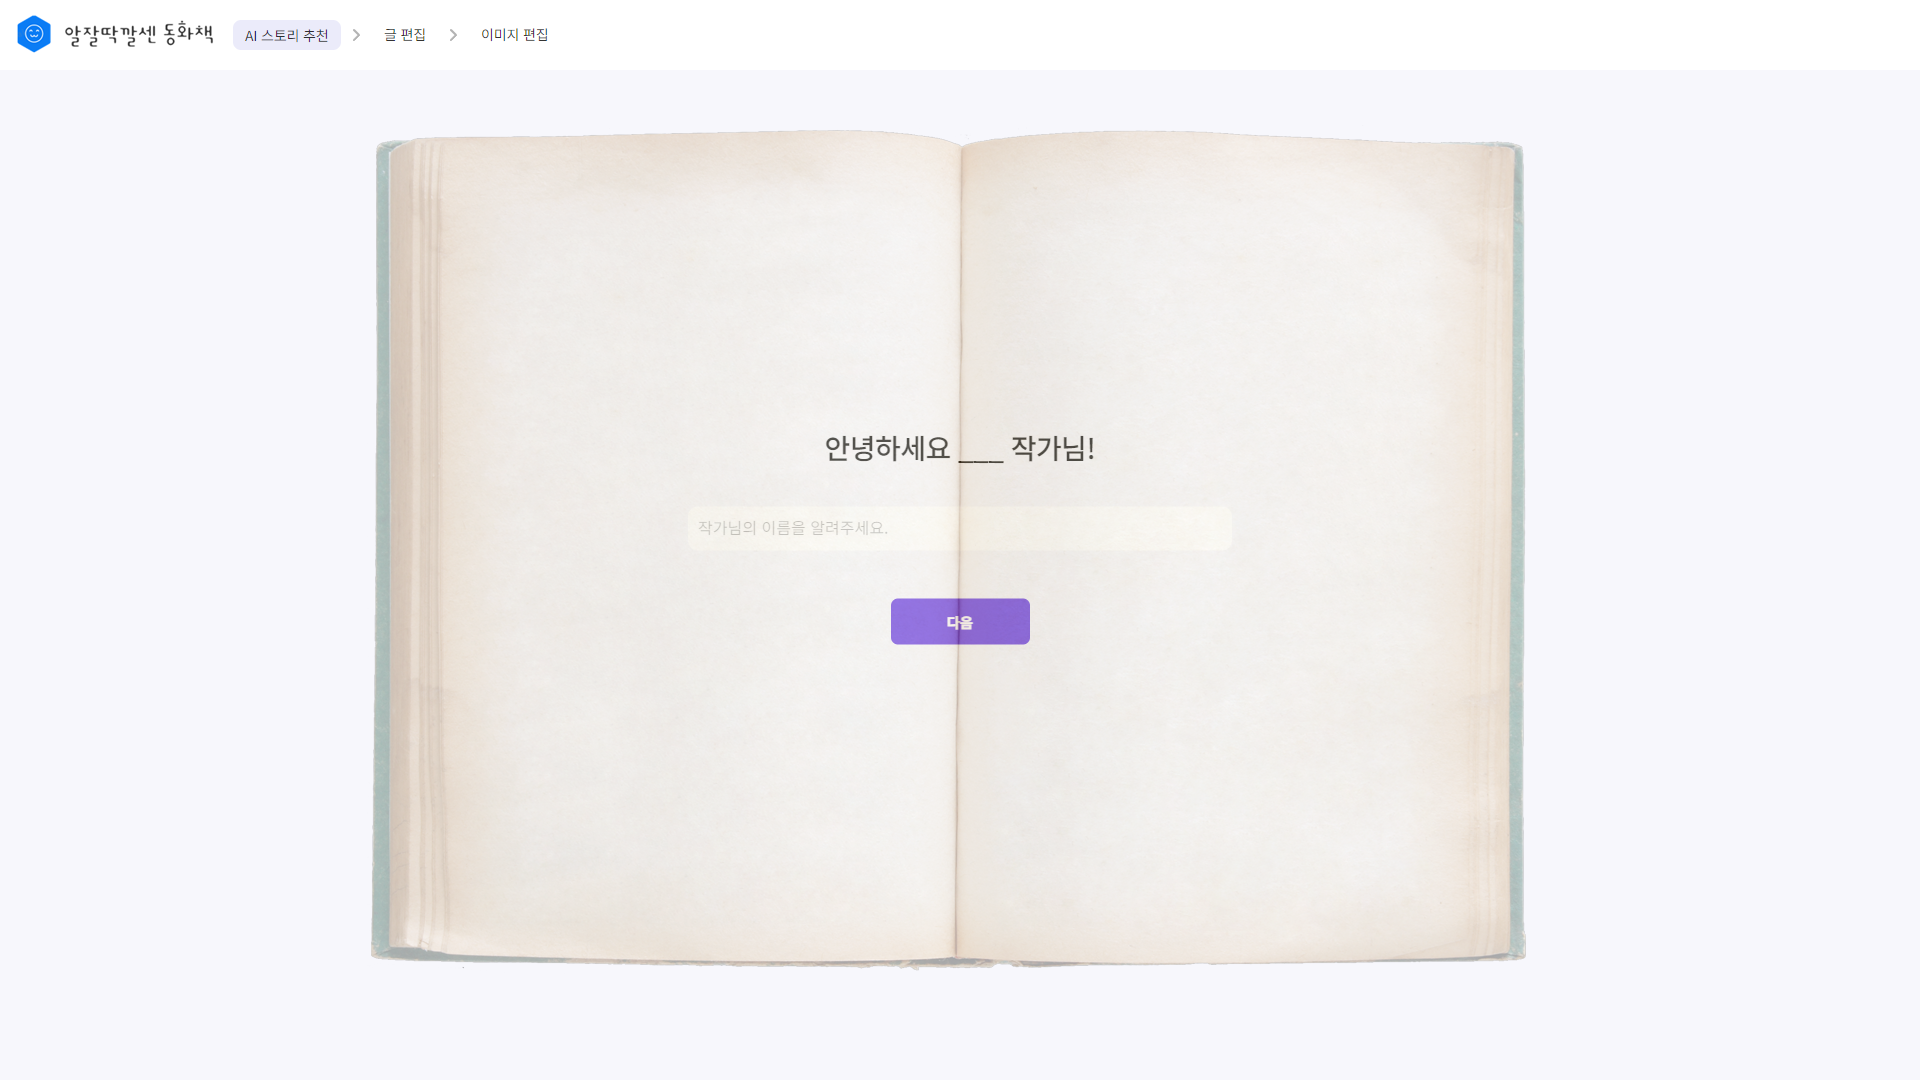 알잘딱깔센 동화책
AI 스토리 추천
글 편집
이미지 편집
안녕하세요 ___ 작가님!
작가님의 이름을 알려주세요.
다음